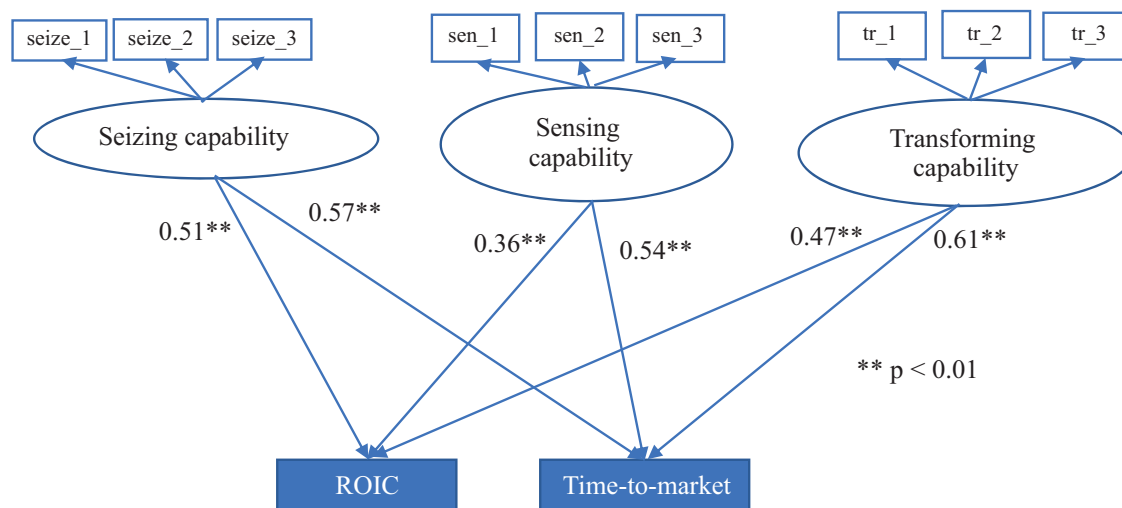 seize_1
seize_2
seize_3
sen_1
sen_2
sen_3
tr_1
tr_2
tr_3
Seizing capability
Sensing
capability
Transforming
capability
0.51**
0.57**
0.36**
0.54**
0.47**
0.61**
** p < 0.01
ROIC
Time-to-market